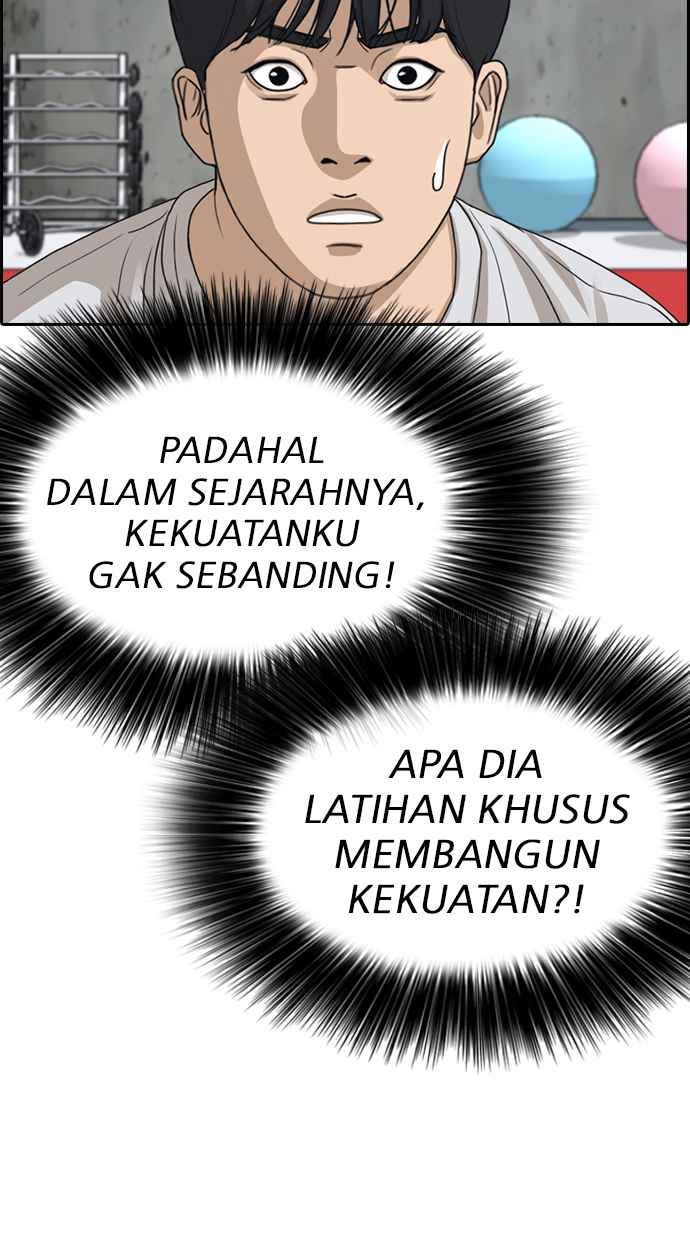 PADAHAL
DALAM SEJARAHNYA,
KEKUATANKU
GAK SEBANDING!
APA DIA
LATIHAN KHUSUS
MEMBANGUN
KEKUATAN?!